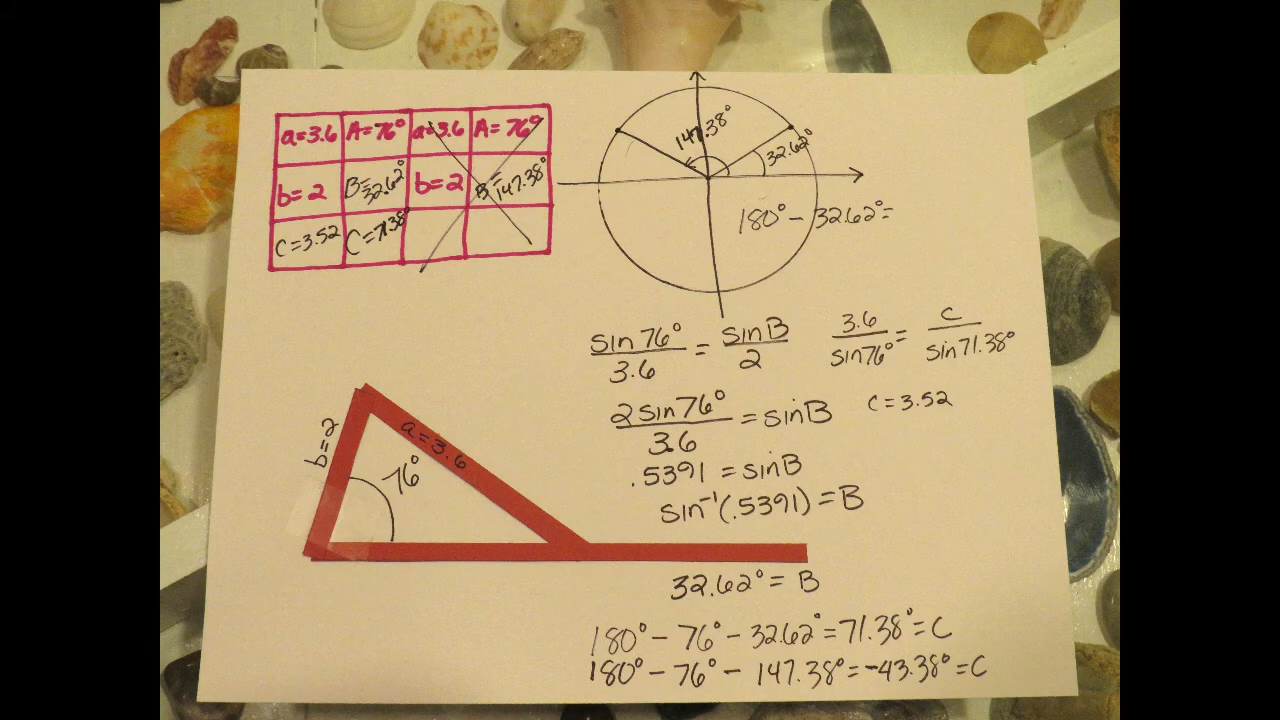 a=3.6 A=76° a=3.6 A=76°
b=2 B=32.62° b=2 B=147.38°
C=3.52 C=71.38°
147.38°
32.62°
180° - 32.62° =
sin 76° / 3.6 = sin B / 2
3.6 / sin 76° = c / sin 71.38°
2 sin 76° / 3.6 = sin B
c = 3.52
.5391 = sin B
sin⁻¹(.5391) = B
b=2
a=3.6
76°
32.62° = B
180° - 76° - 32.62° = 71.38° = C
180° - 76° - 147.38° = -43.38° = C